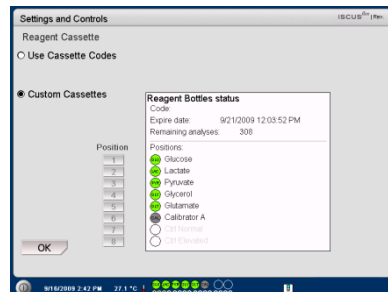 Settings and Controls
ISCUS
Reagent Cassette
Use Cassette Codes
Custom Cassettes
Reagent Bottles status
Code:
Expire date: 9/21/2009 12:03:52 PM
Remaining analyses: 308
Position
Positions:
1 Glucose
2 Lactate
3 Pyruvate
4 Glycerol
5 Glutamate
6 Calibrator A
7 Ctrl Normal
8 Ctrl Elevated
OK
9/16/2009 2:42 PM 27.1 °C !